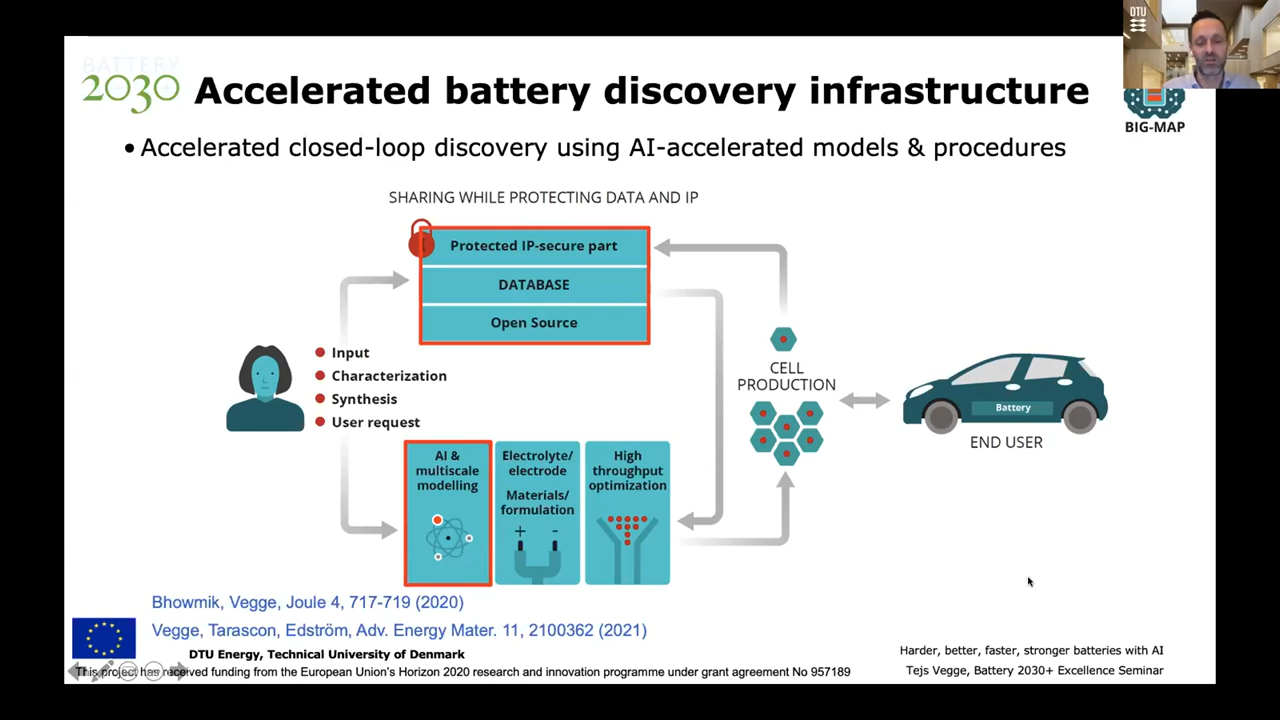 DTU
BATTERY
2030
Accelerated battery discovery infrastructure
BIG-MAP
• Accelerated closed-loop discovery using AI-accelerated models & procedures
SHARING WHILE PROTECTING DATA AND IP
Protected IP-secure part
DATABASE
Open Source
Input
Characterization
Synthesis
User request
CELL
PRODUCTION
Battery
END USER
AI &
multiscale
modelling
Electrolyte/
electrode
Materials/
formulation
+ -
High
throughput
optimization
Bhowmik, Vegge, Joule 4, 717-719 (2020)
Vegge, Tarascon, Edström, Adv. Energy Mater. 11, 2100362 (2021)
DTU Energy, Technical University of Denmark
This project has received funding from the European Union's Horizon 2020 research and innovation programme under grant agreement No 957189
Harder, better, faster, stronger batteries with AI
Tejs Vegge, Battery 2030+ Excellence Seminar